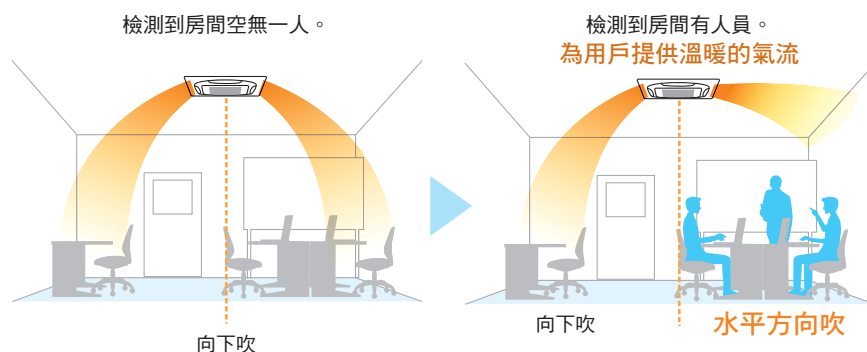 檢測到房間空無一人。
向下吹
檢測到房間有人員。
為用戶提供溫暖的氣流
向下吹
水平方向吹